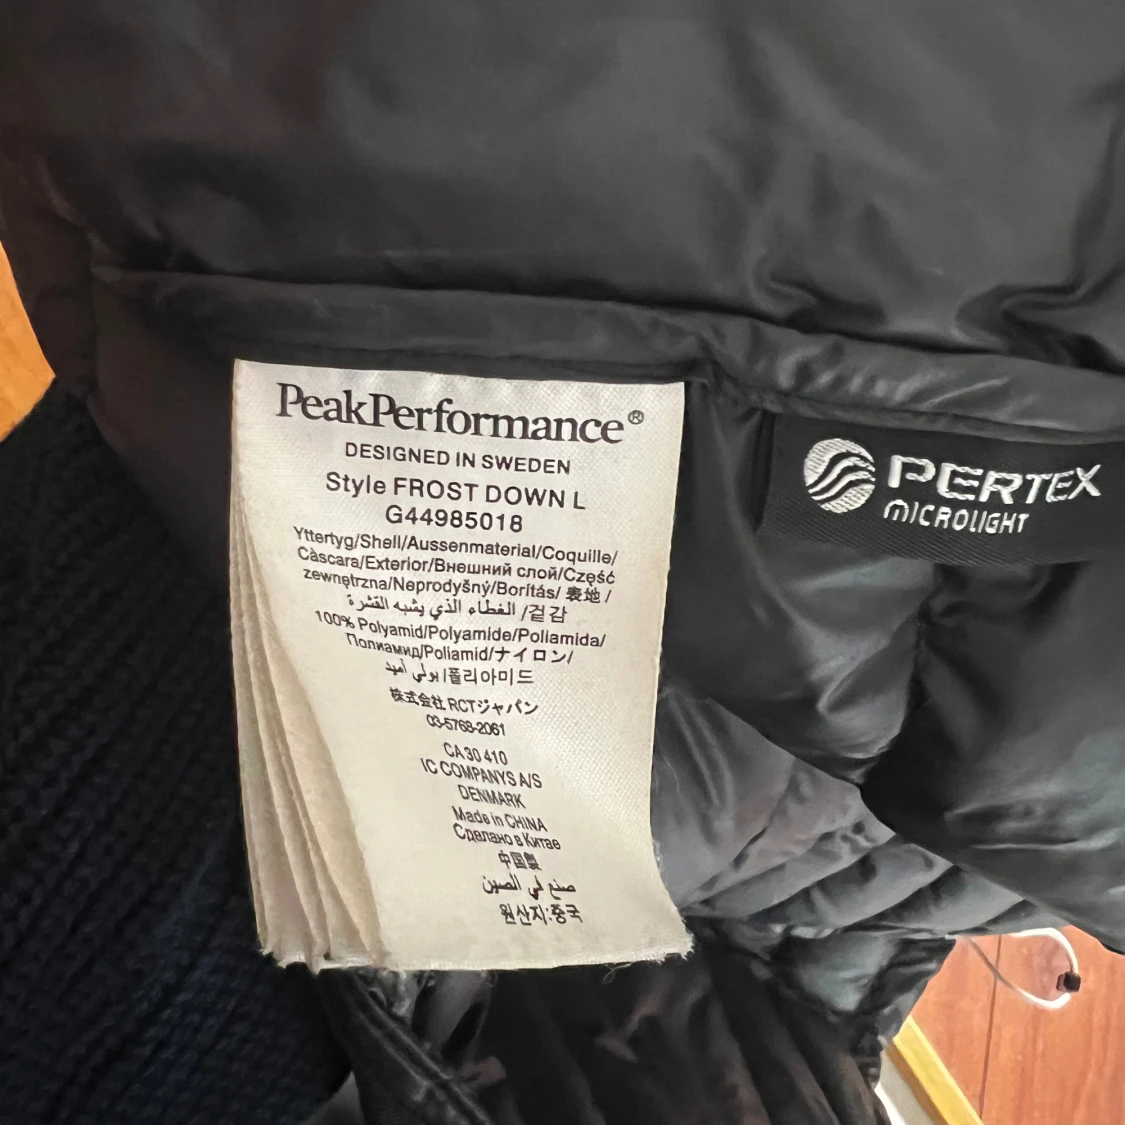 PeakPerformance®
DESIGNED IN SWEDEN
Style FROST DOWN L
G44985018
Yttertyg/Shell/Aussenmaterial/Coquille/
Càscara/Exterior/Внешний слой/Część
zewnętrzna/Neprodyšný/Borítás/ 表地 /
الغطاء الذي يشبه القشرة /겉감
100% Polyamid/Polyamide/Poliamida/
Полиамид/Poliamid/ナイロン/
بولي أميد /폴리아미드
株式会社 RCTジャパン
03-5768-2061
CA 30 410
IC COMPANYS A/S
DENMARK
Made in CHINA
Сделано в Китае
中国製
صنع في الصين
원산지:중국
PERTEX
MICROLIGHT